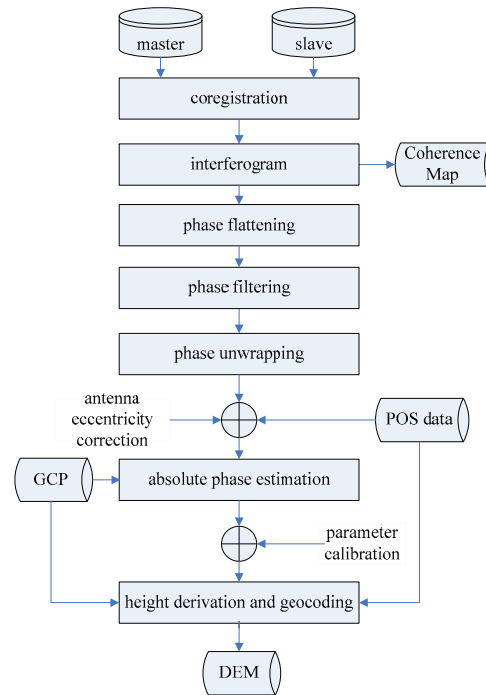 master
slave
coregistration
interferogram
Coherence
Map
phase flattening
phase filtering
phase unwrapping
antenna
eccentricity
correction
POS data
GCP
absolute phase estimation
parameter
calibration
height derivation and geocoding
DEM